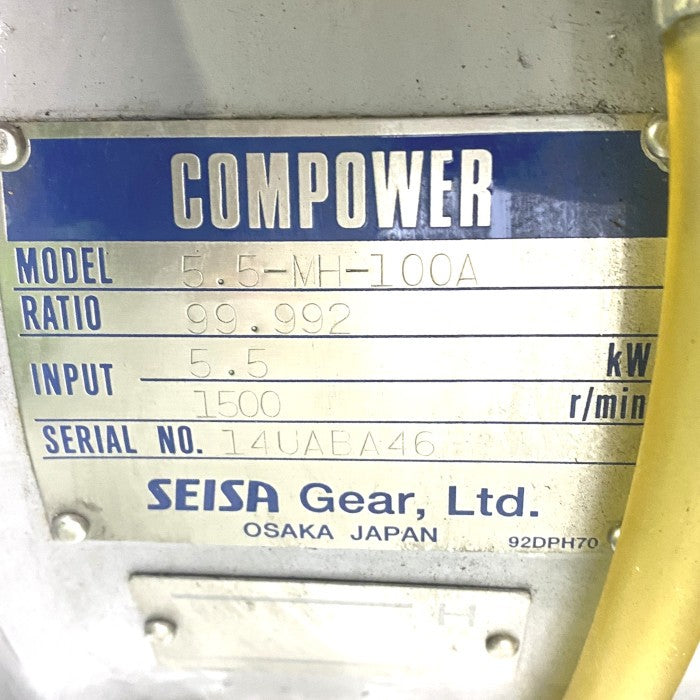 COMPOWER
MODEL 5.5-MH-100A
RATIO 99.992
INPUT 5.5 kW
1500 r/min
SERIAL NO. 14UABA46
SEISA Gear, Ltd.
OSAKA JAPAN 92DPH70
H